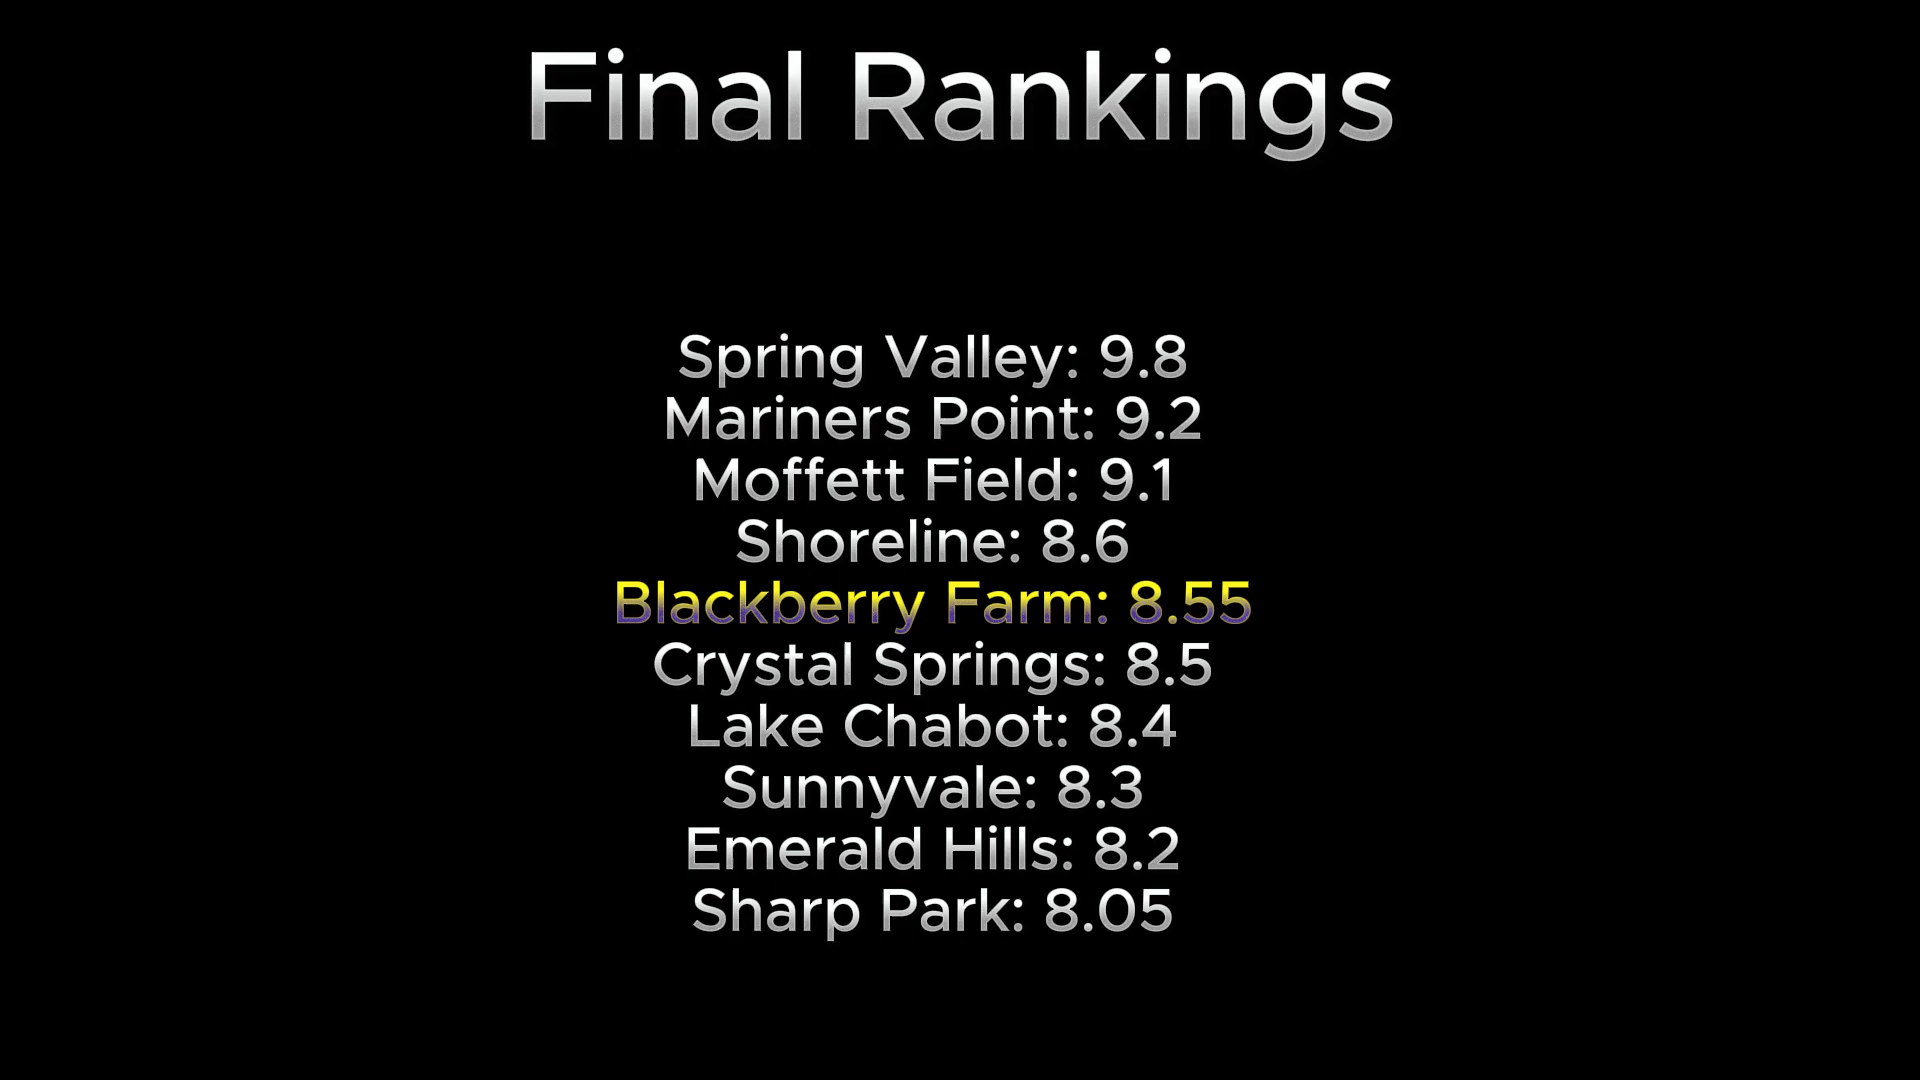 Final Rankings
Spring Valley: 9.8
Mariners Point: 9.2
Moffett Field: 9.1
Shoreline: 8.6
Blackberry Farm: 8.55
Crystal Springs: 8.5
Lake Chabot: 8.4
Sunnyvale: 8.3
Emerald Hills: 8.2
Sharp Park: 8.05